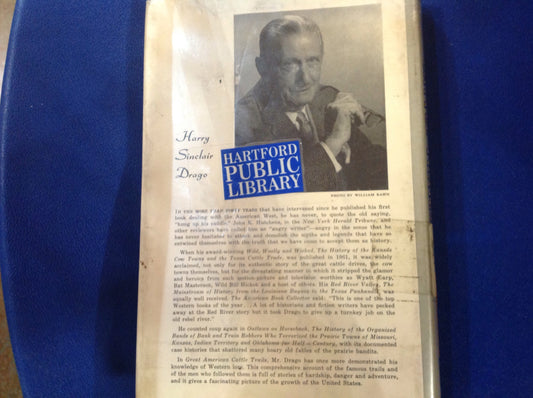 Harry
Sinclair
Drago
HARTFORD
PUBLIC
LIBRARY
PHOTO BY WILLIAM KAHN
IN THE MORE THAN FORTY YEARS that have intervened since he published his first
book dealing with the American West, he has never, to quote the old saying,
"hung up his saddle." John K. Hutchens, in the New York Herald Tribune, and
other reviewers have called him an "angry writer"—angry in the sense that he
has never hesitated to attack and demolish the myths and legends that have so
entwined themselves with the truth that we have come to accept them as history.
When his award-winning Wild, Woolly and Wicked, The History of the Kansas
Cow Towns and the Texas Cattle Trade, was published in 1961, it was widely
acclaimed, not only for its authentic story of the great cattle drives, the cow
towns themselves, but for the devastating manner in which it stripped the glamor
and heroics from such motion-picture and television worthies as Wyatt Earp,
Bat Masterson, Wild Bill Hickok and a host of others. His Red River Valley, The
Mainstream of History from the Louisiana Bayous to the Texas Panhandle, was
equally well received. The American Book Collector said: "This is one of the top
Western books of the year. . . . A lot of historians and fiction writers have pecked
away at the Red River story but it took Drago to give up a turnkey job on the
old rebel river."
He counted coup again in Outlaws on Horseback, The History of the Organized
Bands of Bank and Train Robbers Who Terrorized the Prairie Towns of Missouri,
Kansas, Indian Territory and Oklahoma for Half a Century, with its documented
case histories that shattered many hoary old fables of the prairie bandits.
In Great American Cattle Trails, Mr. Drago has once more demonstrated his
knowledge of Western lore. This comprehensive account of the famous trails and
of the men who followed them is full of stories of hardship, danger and adventure,
and it gives a fascinating picture of the growth of the United States.